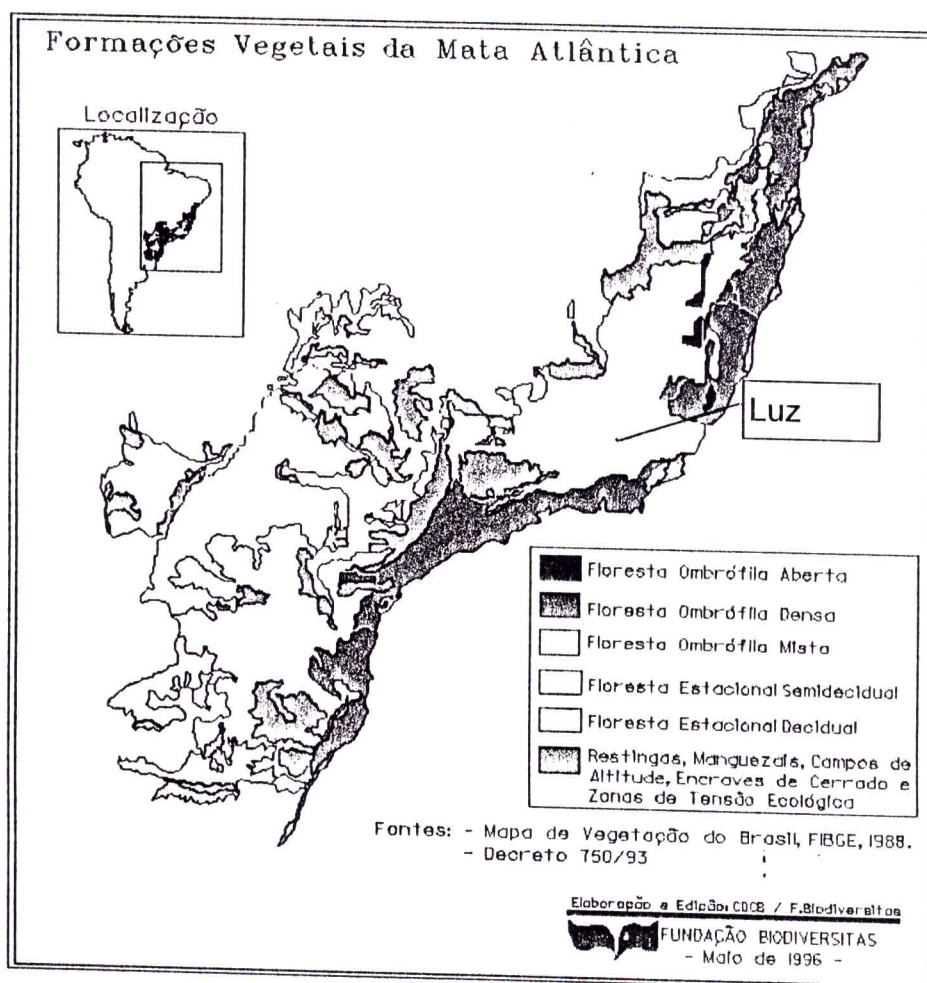 Formações Vegetais da Mata Atlântica
Localização
Luz
Floresta Ombrófila Aberta
Floresta Ombrófila Densa
Floresta Ombrófila Mista
Floresta Estacional Semidecidual
Floresta Estacional Decidual
Restingas, Manguezais, Campos de
Altitude, Encraves de Cerrado e
Zonas de Tensão Ecológica
Fontes: - Mapa de Vegetação do Brasil, FIBGE, 1988.
- Decreto 750/93
Elaboração e Edição: CDCB / F.Biodiversitas
FUNDAÇÃO BIODIVERSITAS
- Maio de 1996 -